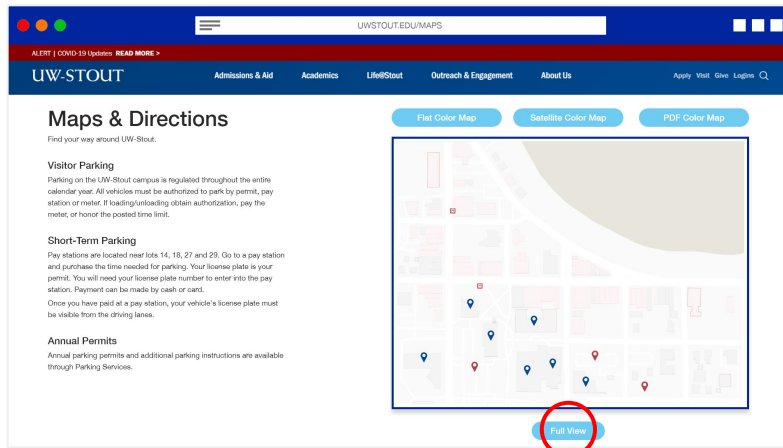 UWSTOUT.EDU/MAPS
ALERT | COVID-19 Updates READ MORE >
UW-STOUT
Admissions & Aid Academics Life@Stout Outreach & Engagement About Us
Apply Visit Give Logins
Maps & Directions
Find your way around UW-Stout.
Flat Color Map Satellite Color Map PDF Color Map
Visitor Parking
Parking on the UW-Stout campus is regulated throughout the entire
calendar year. All vehicles must be authorized to park by permit, pay
station or meter. If loading/unloading obtain authorization, pay the
meter, or honor the posted time limit.
Short-Term Parking
Pay stations are located near lots 14, 18, 27 and 29. Go to a pay station
and purchase the time needed for parking. Your license plate is your
permit. You will need your license plate number to enter into the pay
station. Payment can be made by cash or card.
Once you have paid at a pay station, your vehicle's license plate must
be visible from the driving lanes.
Annual Permits
Annual parking permits and additional parking instructions are available
through Parking Services.
Full View